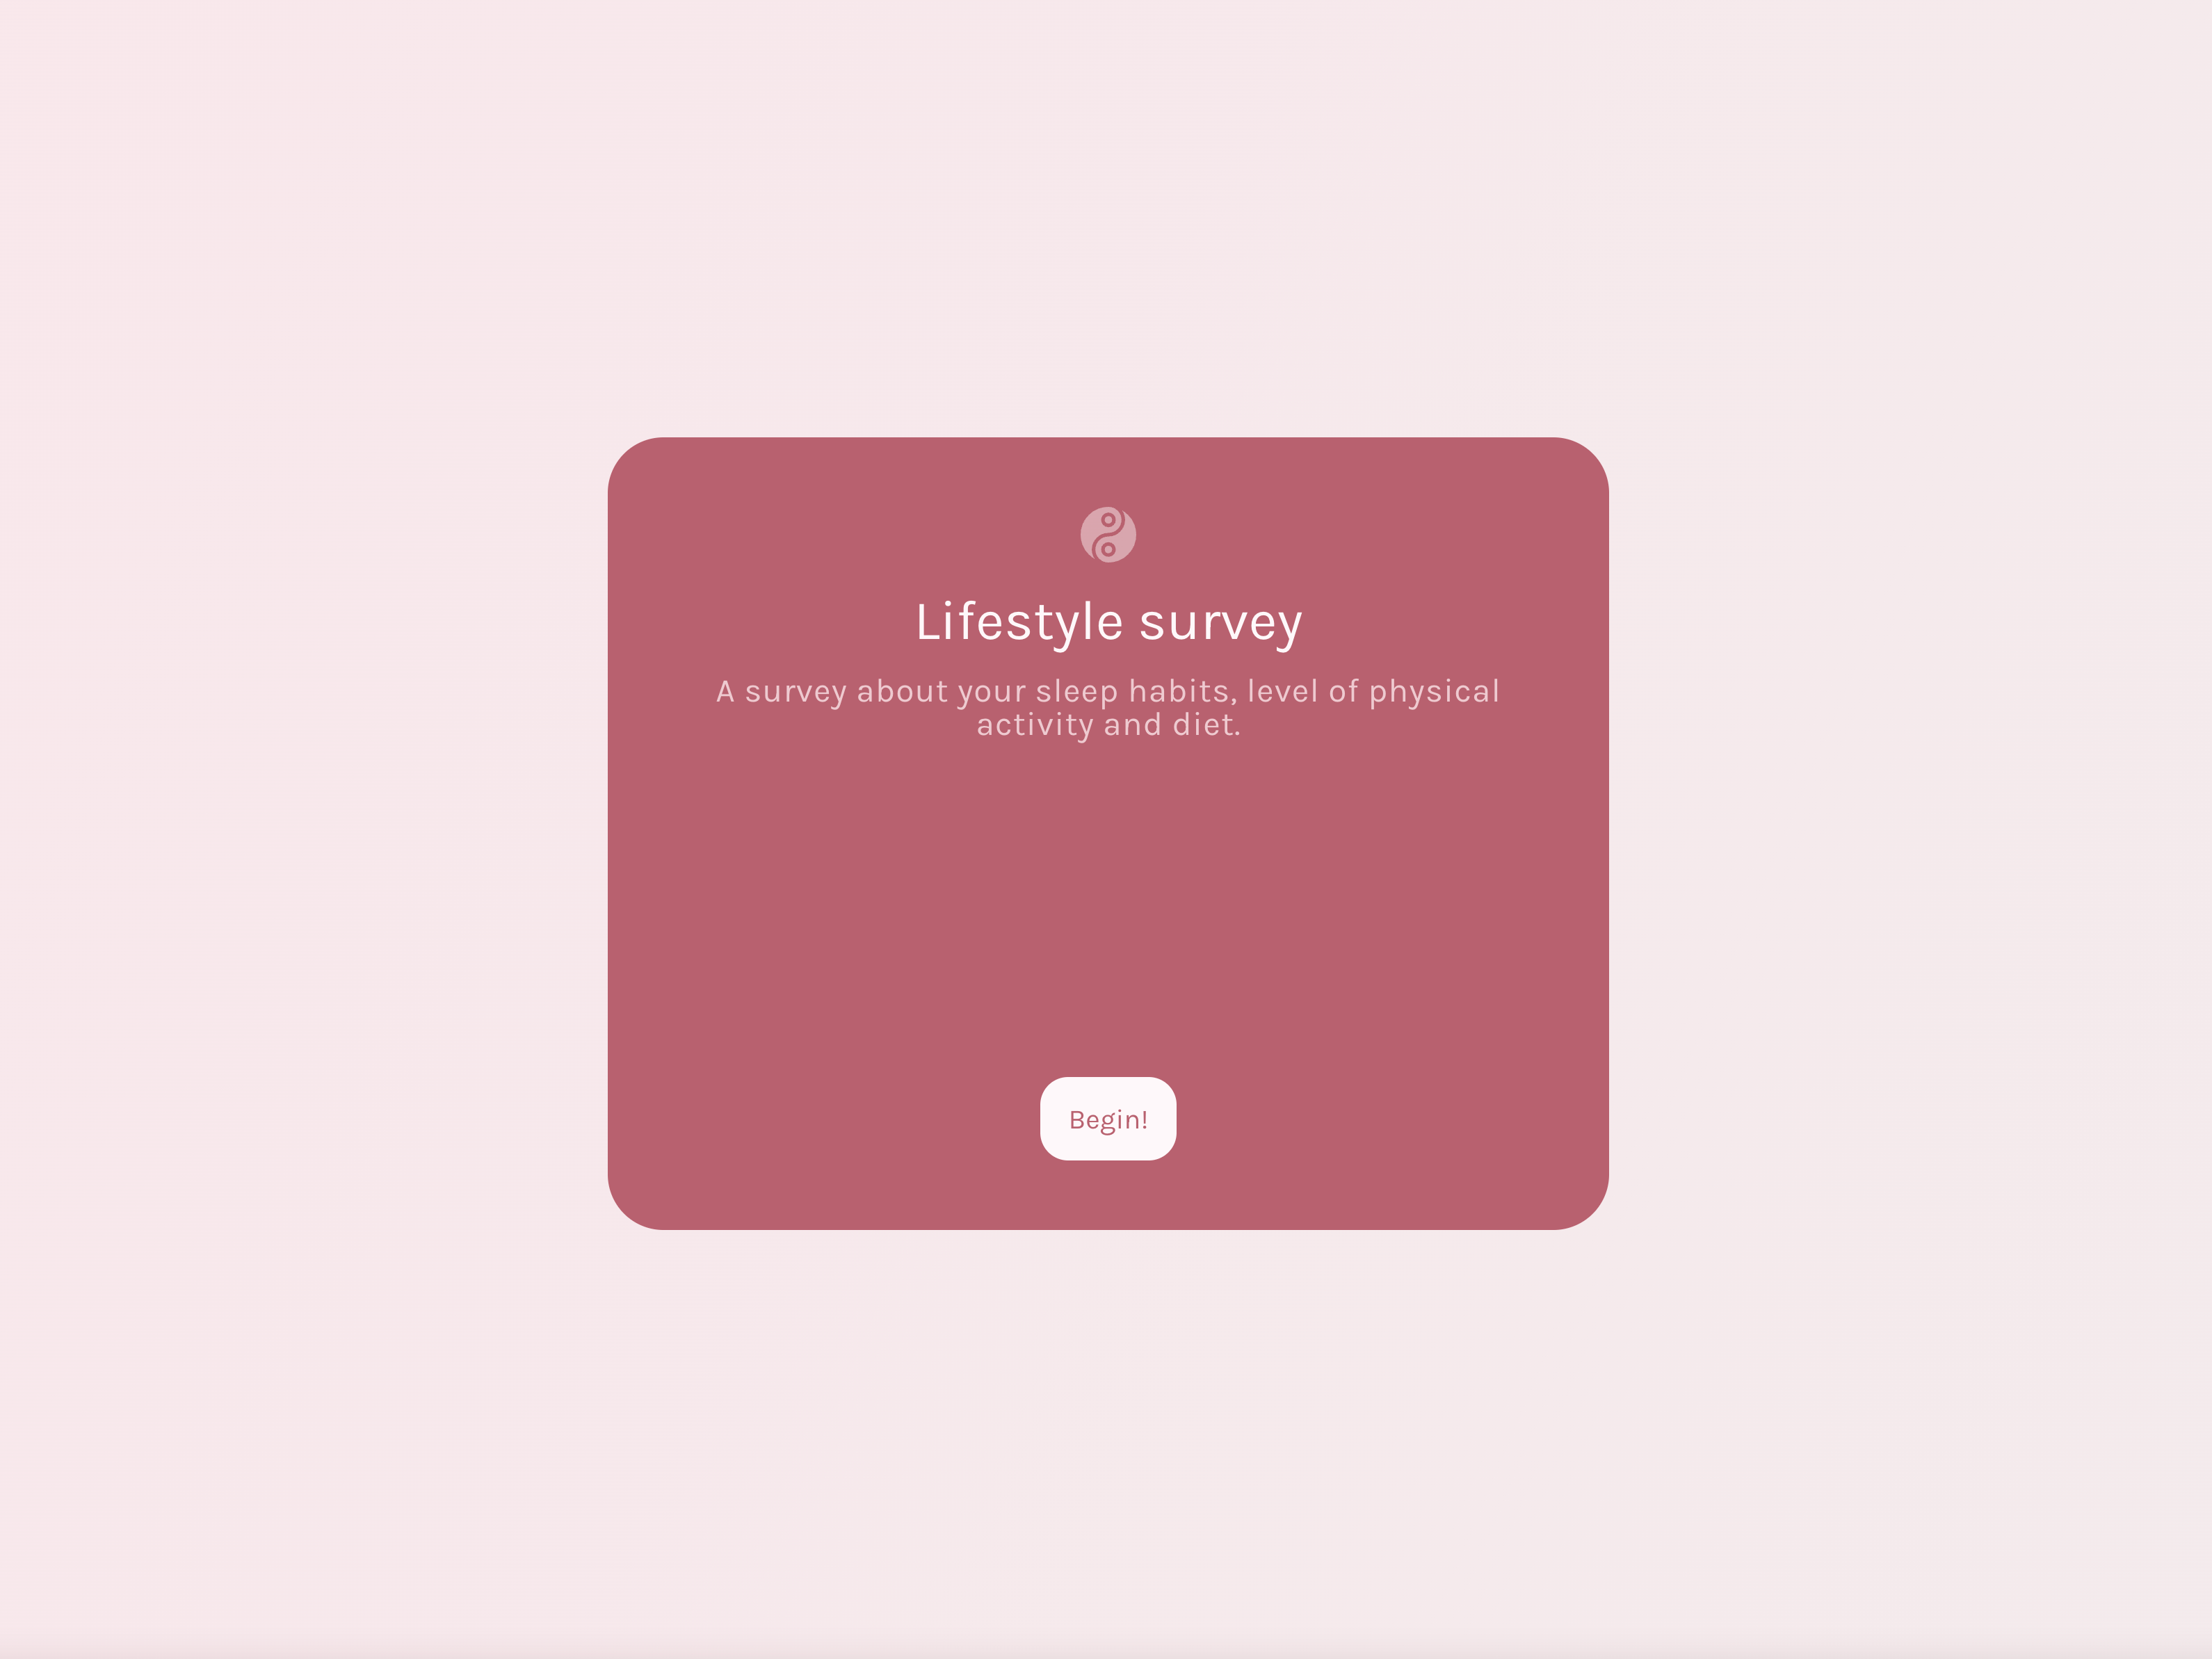 Lifestyle survey
A survey about your sleep habits, level of physical
activity and diet.
Begin!